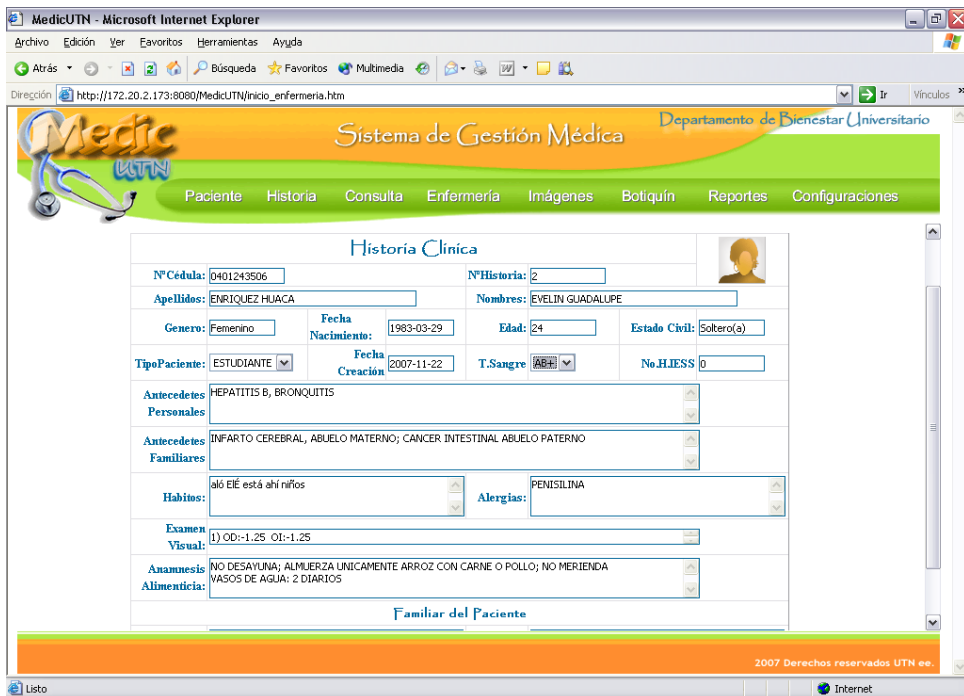 MedicUTN - Microsoft Internet Explorer
Archivo Edición Ver Favoritos Herramientas Ayuda
Atrás Búsqueda Favoritos Multimedia
Dirección http://172.20.2.173:8080/MedicUTN/inicio_enfermeria.htm Ir Vínculos »
Medic UTN
Sistema de Gestión Médica
Departamento de Bienestar Universitario
Paciente Historia Consulta Enfermería Imágenes Botiquín Reportes Configuraciones
Historia Clinica
NºCédula: 0401243506 NºHistoria: 2
Apellidos: ENRIQUEZ HUACA Nombres: EVELIN GUADALUPE
Genero: Femenino Fecha Nacimiento: 1983-03-29 Edad: 24 Estado Civil: Soltero(a)
TipoPaciente: ESTUDIANTE Fecha Creación 2007-11-22 T.Sangre AB+ No.H.IESS 0
Antecedetes Personales HEPATITIS B, BRONQUITIS
Antecedetes Familiares INFARTO CEREBRAL, ABUELO MATERNO; CANCER INTESTINAL ABUELO PATERNO
Habitos: aló ElÉ está ahí niños Alergias: PENISILINA
Examen Visual: 1) OD:-1.25 OI:-1.25
Anamnesis Alimenticia: NO DESAYUNA; ALMUERZA UNICAMENTE ARROZ CON CARNE O POLLO; NO MERIENDA
VASOS DE AGUA: 2 DIARIOS
Familiar del Paciente
2007 Derechos reservados UTN ee.
Listo Internet